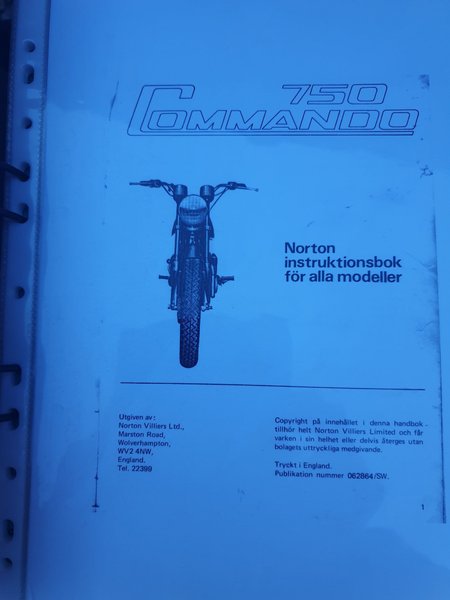 750
COMMANDO
Norton
instruktionsbok
för alla modeller
Utgiven av:
Norton Villiers Ltd.,
Marston Road,
Wolverhampton,
WV2 4NW,
England.
Tel. 22399
Copyright på innehållet i denna handbok
tillhör helt Norton Villiers Limited och får
varken i sin helhet eller delvis återges utan
bolagets uttryckliga medgivande.
Tryckt i England.
Publikation nummer 062864/SW.
1